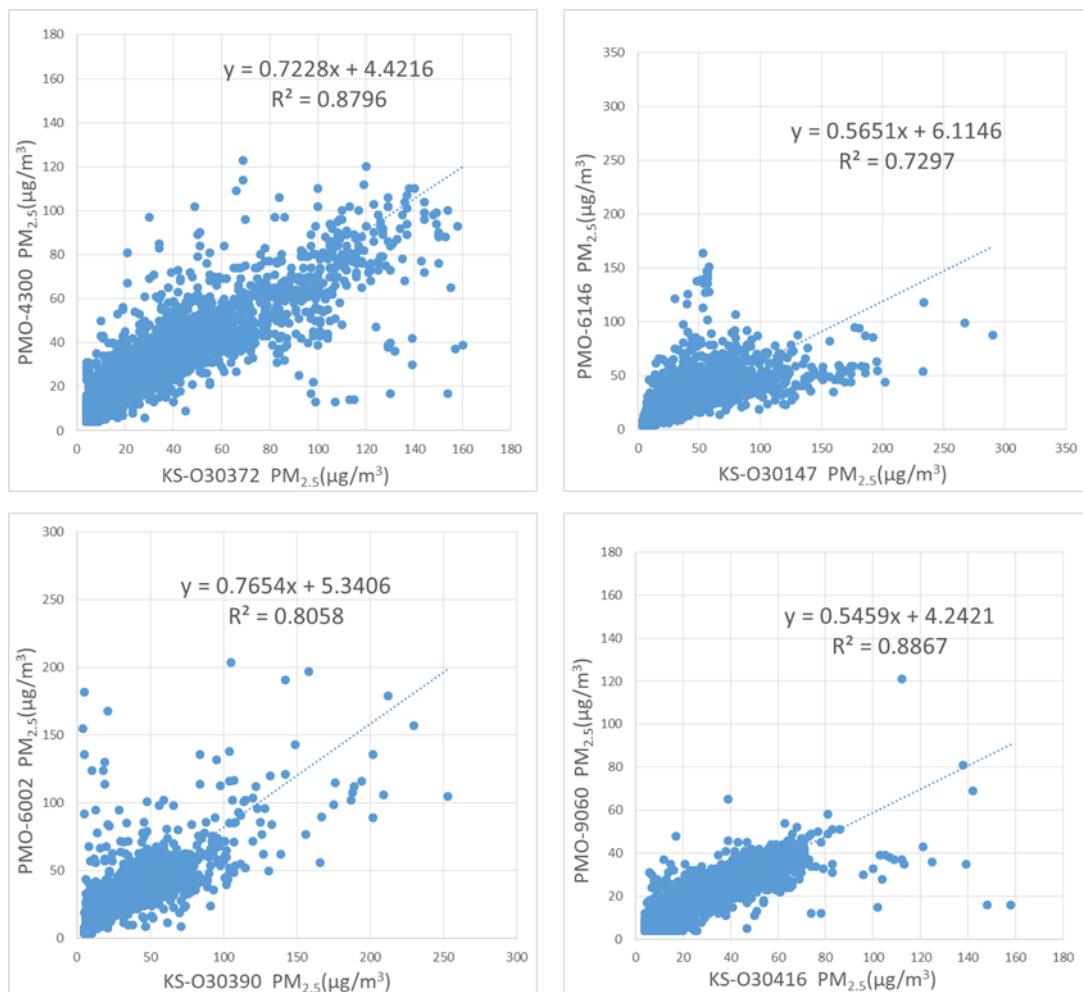 180
160
140
120
100
80
60
40
20
0
PMO-4300 PM2.5(μg/m³)
y = 0.7228x + 4.4216
R² = 0.8796
0 20 40 60 80 100 120 140 160 180
KS-O30372 PM2.5(μg/m³)
350
300
250
200
150
100
50
0
PMO-6146 PM2.5(μg/m³)
y = 0.5651x + 6.1146
R² = 0.7297
0 50 100 150 200 250 300 350
KS-O30147 PM2.5(μg/m³)
300
250
200
150
100
50
0
PMO-6002 PM2.5(μg/m³)
y = 0.7654x + 5.3406
R² = 0.8058
0 50 100 150 200 250 300
KS-O30390 PM2.5(μg/m³)
180
160
140
120
100
80
60
40
20
0
PMO-9060 PM2.5(μg/m³)
y = 0.5459x + 4.2421
R² = 0.8867
0 20 40 60 80 100 120 140 160 180
KS-O30416 PM2.5(μg/m³)